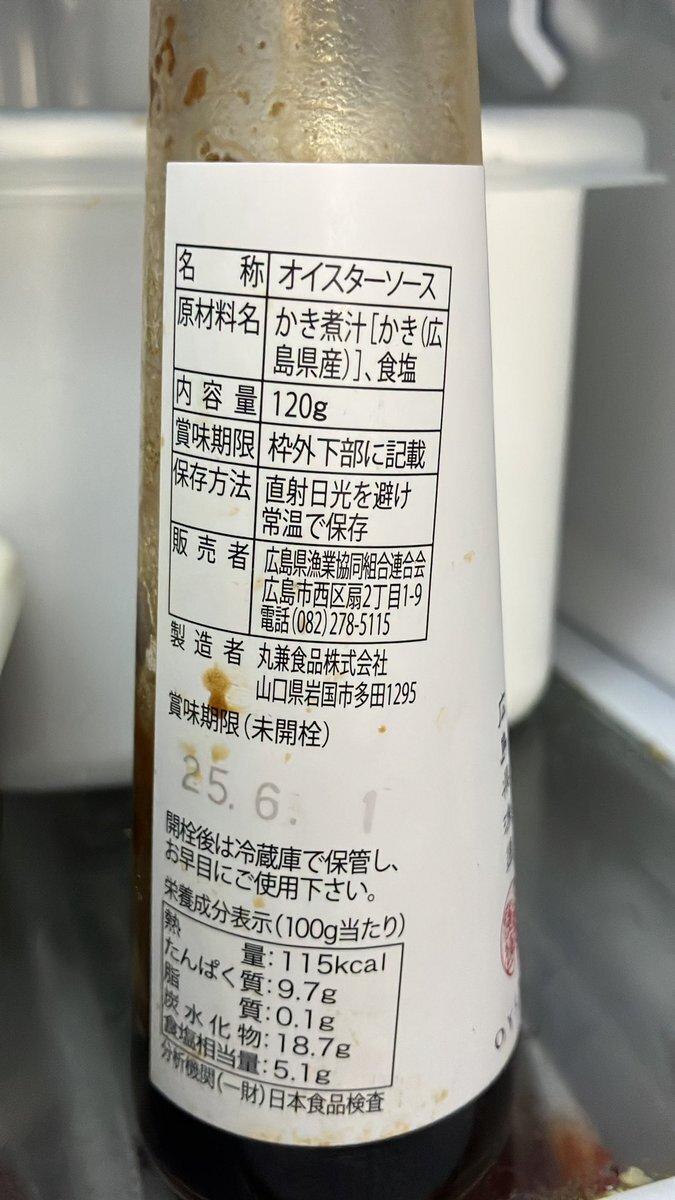 名 称 オイスターソース
原材料名 かき煮汁[かき(広
島県産)]、食塩
内容量 120g
賞味期限 枠外下部に記載
保存方法 直射日光を避け
常温で保存
販売者 広島県漁業協同組合連合会
広島市西区扇2丁目1-9
電話(082)278-5115
製造者 丸兼食品株式会社
山口県岩国市多田1295
賞味期限(未開栓)
25.6. 1
開栓後は冷蔵庫で保管し、
お早目にご使用下さい。
栄養成分表示(100g当たり)
熱 量:115kcal
たんぱく質:9.7g
脂 質:0.1g
炭水化物:18.7g
食塩相当量:5.1g
分析機関(一財)日本食品検査